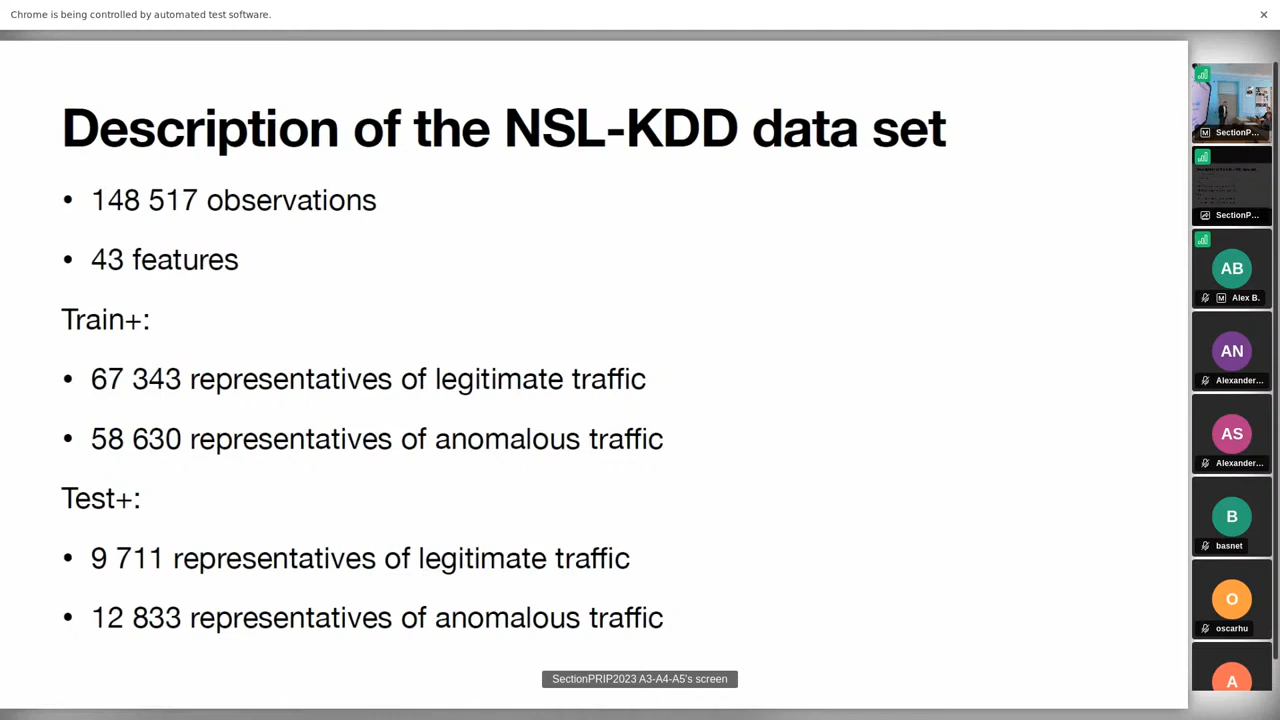 Chrome is being controlled by automated test software.
Description of the NSL-KDD data set
• 148 517 observations
• 43 features
Train+:
• 67 343 representatives of legitimate traffic
• 58 630 representatives of anomalous traffic
Test+:
• 9 711 representatives of legitimate traffic
• 12 833 representatives of anomalous traffic
SectionPRIP2023 A3-A4-A5's screen
M SectionP...
SectionP...
AB
M Alex B.
AN
Alexander...
AS
Alexander...
B
basnet
O
oscarhu
A